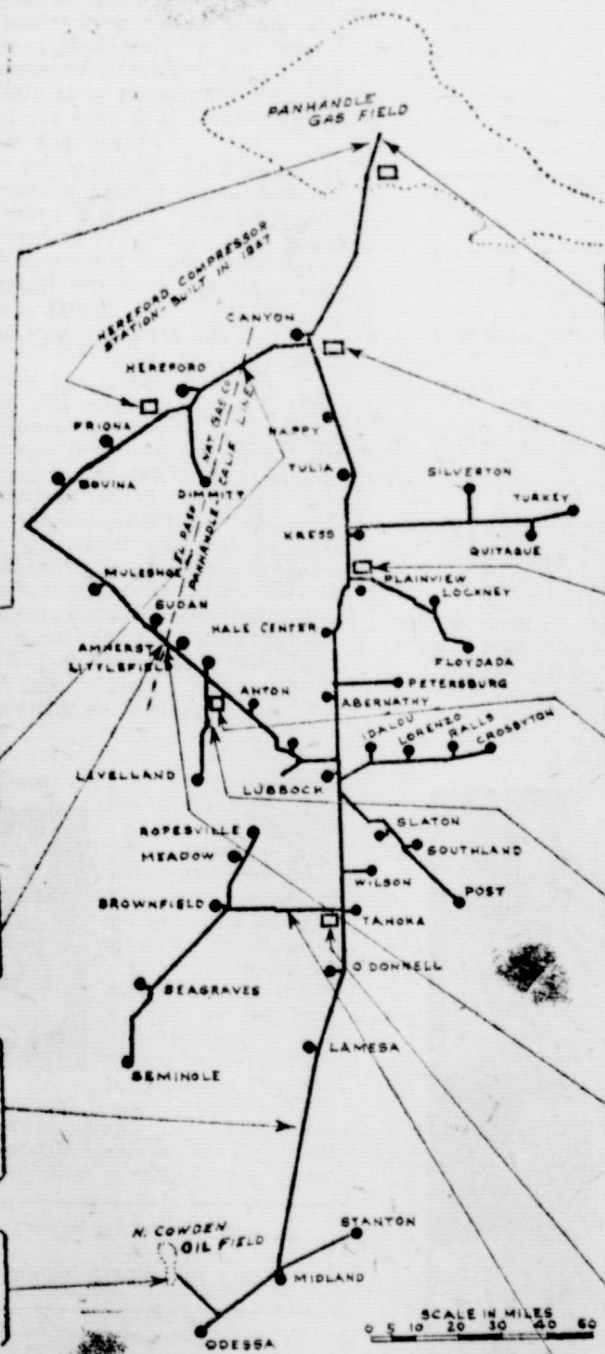 PANHANDLE
GAS FIELD
HEREFORD COMPRESSOR
STATION - BUILT IN 1947
CANYON
HEREFORD
FRIONA
BOVINA
DIMMITT
EL PASO NAT GAS CO
PANHANDLE - CALIF LINE
HAPPY
TULIA
SILVERTON
TURKEY
KRESS
QUITAQUE
MULESHOE
PLAINVIEW
LOCKNEY
SUDAN
HALE CENTER
AMHERST
LITTLEFIELD
FLOYDADA
PETERSBURG
ANTON
ABERNATHY
IDALOU
LORENZO
RALLS
CROSBYTON
LEVELLAND
LUBBOCK
ROPESVILLE
SLATON
MEADOW
SOUTHLAND
WILSON
POST
BROWNFIELD
TAHOKA
O'DONNELL
SEAGRAVES
LAMESA
SEMINOLE
N. COWDEN
OIL FIELD
STANTON
MIDLAND
ODESSA
SCALE IN MILES
0 5 10 20 30 40 60